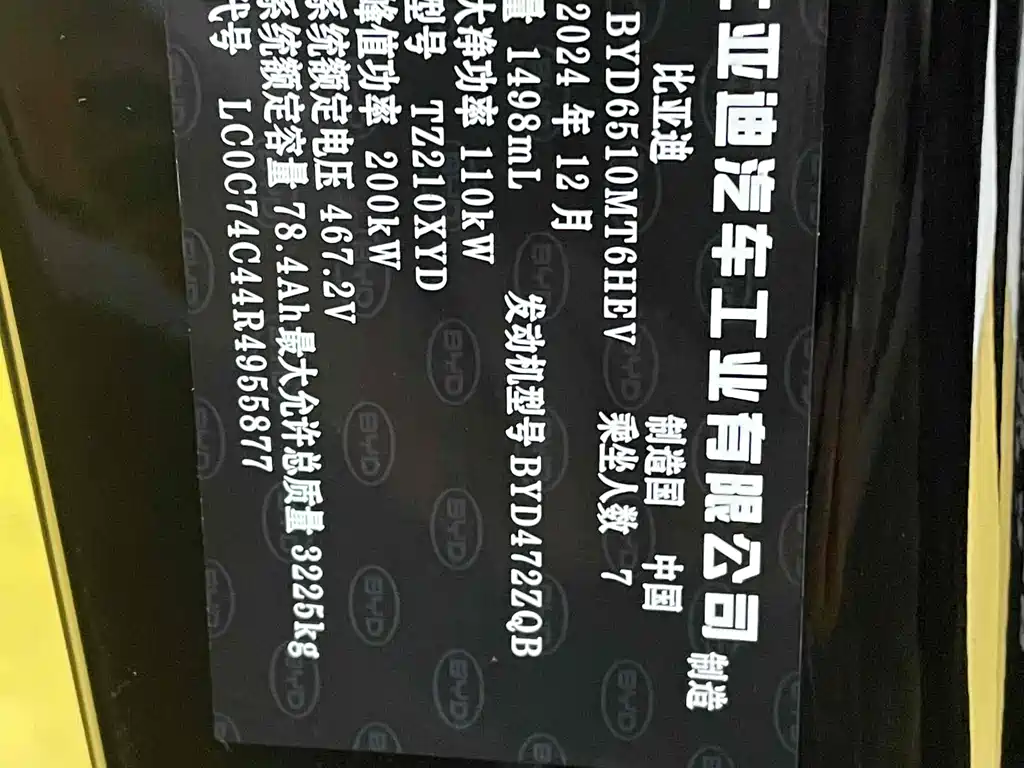 工亚迪汽车工业有限公司 制造
比亚迪 制造国 中国
BYD6510MT6HEV 乘坐人数 7
2024 年 12 月
量 1498mL 发动机型号 BYD472ZQB
大净功率 110kW
型号 TZ210XYD
峰值功率 200kW
系统额定电压 467.2V
系统额定容量 78.4Ah最大允许总质量 3225kg
代号 LC0C74C44R4955877